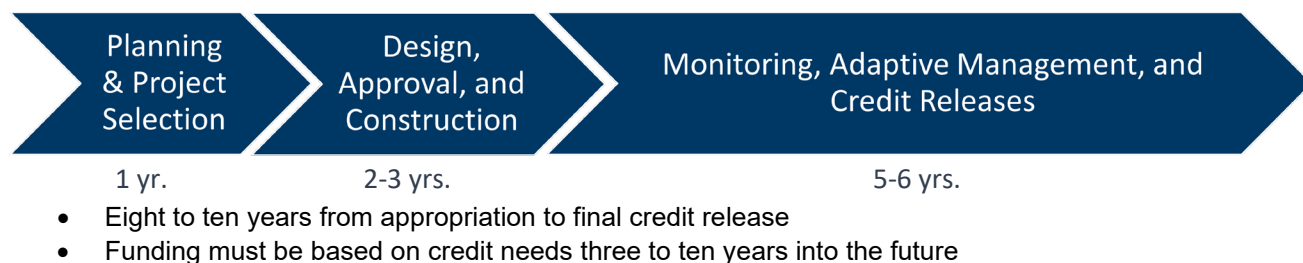 Planning
& Project
Selection
Design,
Approval, and
Construction
Monitoring, Adaptive Management, and
Credit Releases
1 yr.
2-3 yrs.
5-6 yrs.
• Eight to ten years from appropriation to final credit release
• Funding must be based on credit needs three to ten years into the future